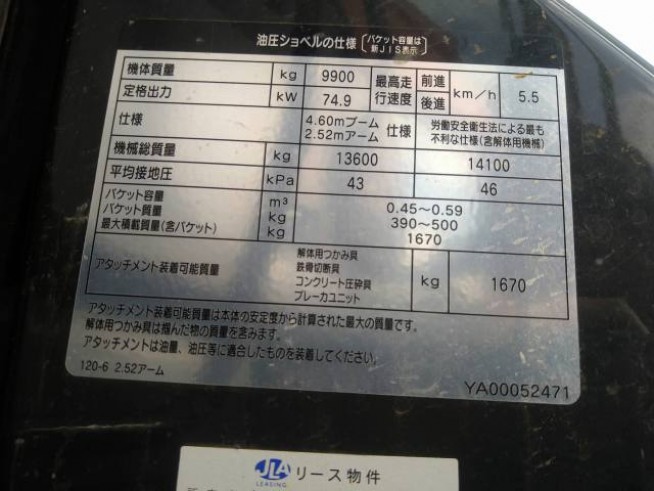 油圧ショベルの仕様 〔バケット容量は 新JIS表示〕
機体質量 kg 9900 最高走行速度 前進 後進 km/h 5.5
定格出力 kW 74.9
仕様 4.60mブーム 2.52mアーム 仕様 労働安全衛生法による最も不利な仕様(含解体用機械)
機械総質量 kg 13600 14100
平均接地圧 kPa 43 46
バケット容量 m³ 0.45~0.59
バケット質量 kg 390~500
最大積載質量(含バケット) kg 1670
アタッチメント装着可能質量 解体用つかみ具 鉄骨切断具 コンクリート圧砕具 ブレーカユニット kg 1670
アタッチメント装着可能質量は本体の安定度から計算された最大の質量です。
解体用つかみ具は掴んだ物の質量を含みます。
アタッチメントは油量、油圧等に適合したものを装着してください。
120-6 2.52アーム
YA00052471
JLA リース物件
LEASING